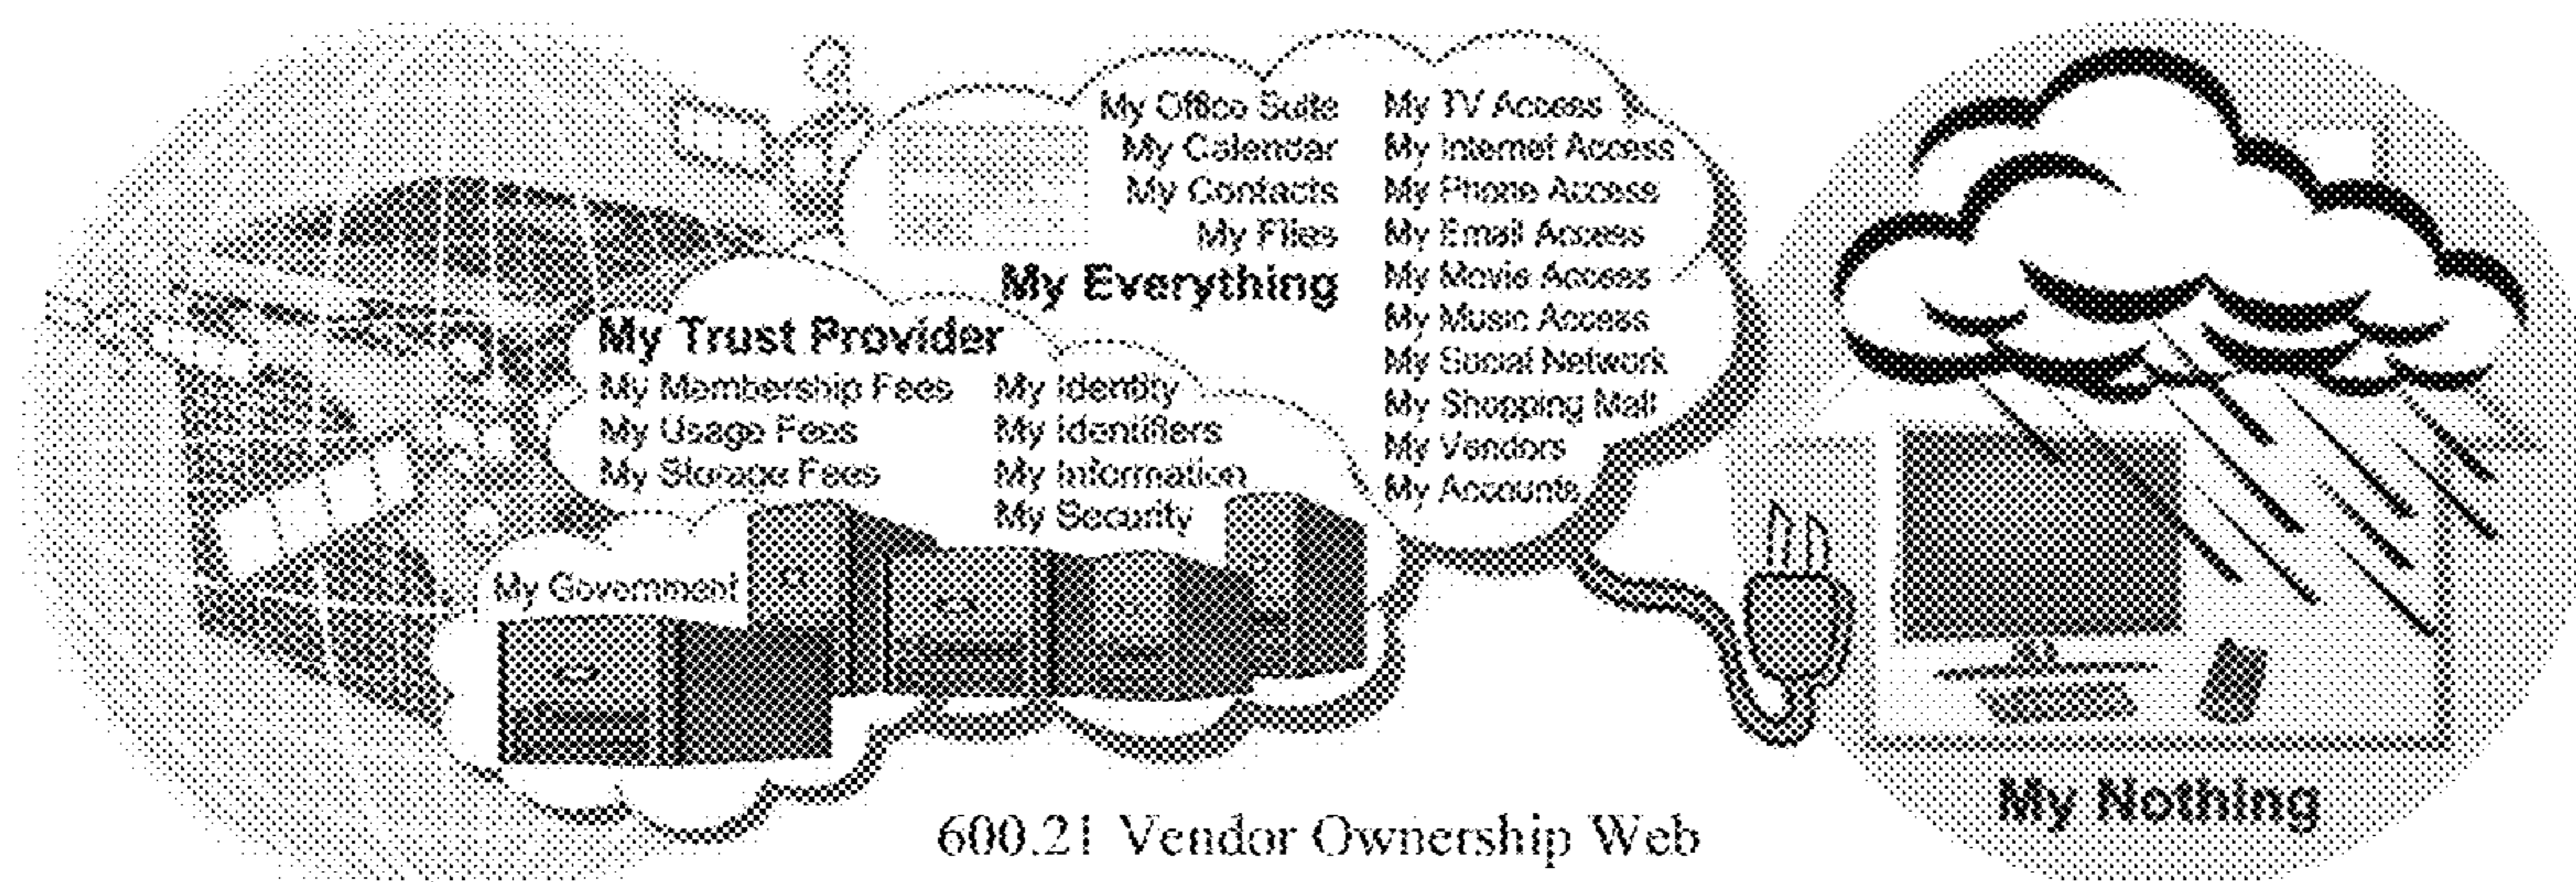 My Office Suite
My Calendar
My Contacts
My Files
My Everything
My TV Access
My Internet Access
My Phone Access
My Email Access
My Movie Access
My Music Access
My Social Network
My Shopping Mall
My Vendors
My Accounts
My Trust Provider
My Membership Fees
My Usage Fees
My Storage Fees
My Identity
My Identifiers
My Information
My Security
My Government
My Nothing
600.21 Vendor Ownership Web